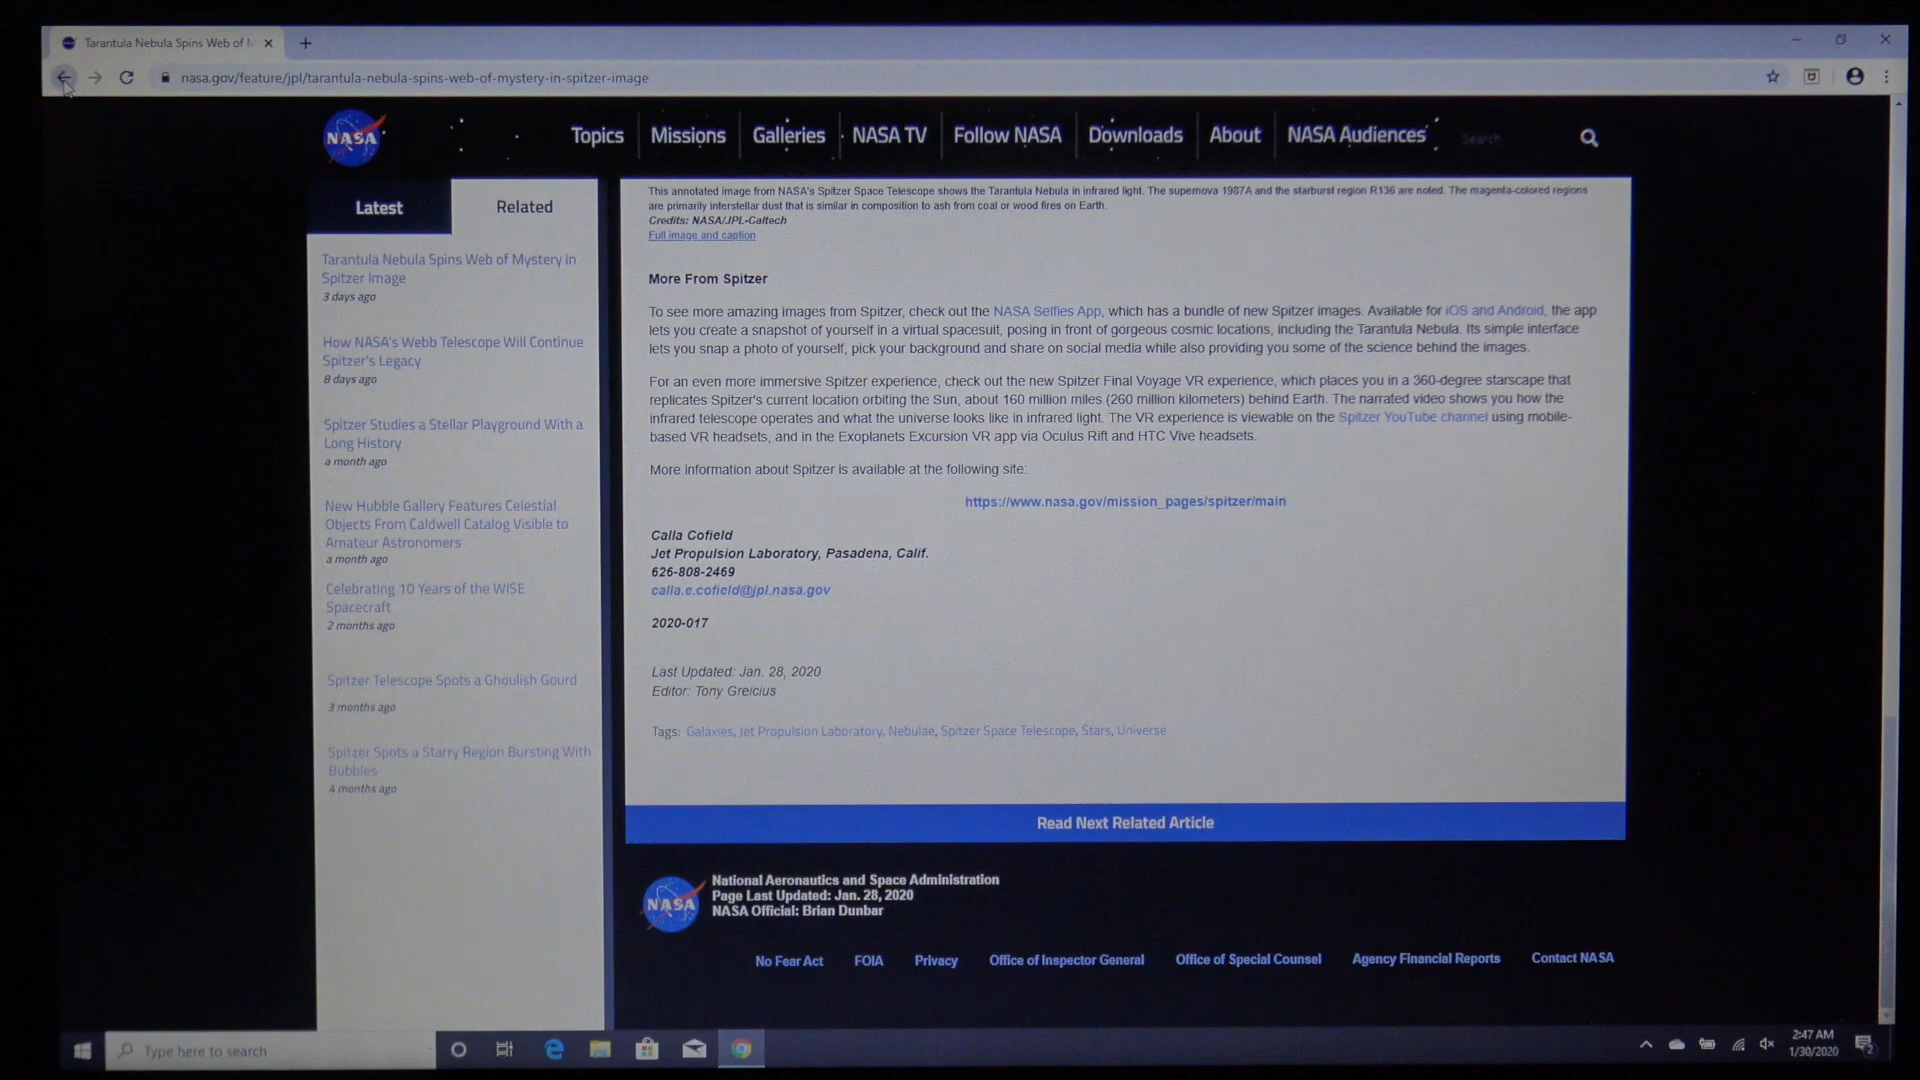 Tarantula Nebula Spins Web of M
nasa.gov/feature/jpl/tarantula-nebula-spins-web-of-mystery-in-spitzer-image
NASA
Topics
Missions
Galleries
NASA TV
Follow NASA
Downloads
About
NASA Audiences
Search
Latest
Related
Tarantula Nebula Spins Web of Mystery in
Spitzer Image
3 days ago
How NASA's Webb Telescope Will Continue
Spitzer's Legacy
8 days ago
Spitzer Studies a Stellar Playground With a
Long History
a month ago
New Hubble Gallery Features Celestial
Objects From Caldwell Catalog Visible to
Amateur Astronomers
a month ago
Celebrating 10 Years of the WISE
Spacecraft
2 months ago
Spitzer Telescope Spots a Ghoulish Gourd
3 months ago
Spitzer Spots a Starry Region Bursting With
Bubbles
4 months ago
This annotated image from NASA's Spitzer Space Telescope shows the Tarantula Nebula in infrared light. The supernova 1987A and the starburst region R136 are noted. The magenta-colored regions
are primarily interstellar dust that is similar in composition to ash from coal or wood fires on Earth.
Credits: NASA/JPL-Caltech
Full image and caption
More From Spitzer
To see more amazing images from Spitzer, check out the NASA Selfies App, which has a bundle of new Spitzer images. Available for iOS and Android, the app
lets you create a snapshot of yourself in a virtual spacesuit, posing in front of gorgeous cosmic locations, including the Tarantula Nebula. Its simple interface
lets you snap a photo of yourself, pick your background and share on social media while also providing you some of the science behind the images.
For an even more immersive Spitzer experience, check out the new Spitzer Final Voyage VR experience, which places you in a 360-degree starscape that
replicates Spitzer's current location orbiting the Sun, about 160 million miles (260 million kilometers) behind Earth. The narrated video shows you how the
infrared telescope operates and what the universe looks like in infrared light. The VR experience is viewable on the Spitzer YouTube channel using mobile-
based VR headsets, and in the Exoplanets Excursion VR app via Oculus Rift and HTC Vive headsets.
More information about Spitzer is available at the following site:
https://www.nasa.gov/mission_pages/spitzer/main
Calla Cofield
Jet Propulsion Laboratory, Pasadena, Calif.
626-808-2469
calla.e.cofield@jpl.nasa.gov
2020-017
Last Updated: Jan. 28, 2020
Editor: Tony Greicius
Tags: Galaxies, Jet Propulsion Laboratory, Nebulae, Spitzer Space Telescope, Stars, Universe
Read Next Related Article
NASA
National Aeronautics and Space Administration
Page Last Updated: Jan. 28, 2020
NASA Official: Brian Dunbar
No Fear Act
FOIA
Privacy
Office of Inspector General
Office of Special Counsel
Agency Financial Reports
Contact NASA
Type here to search
2:47 AM
1/30/2020
2